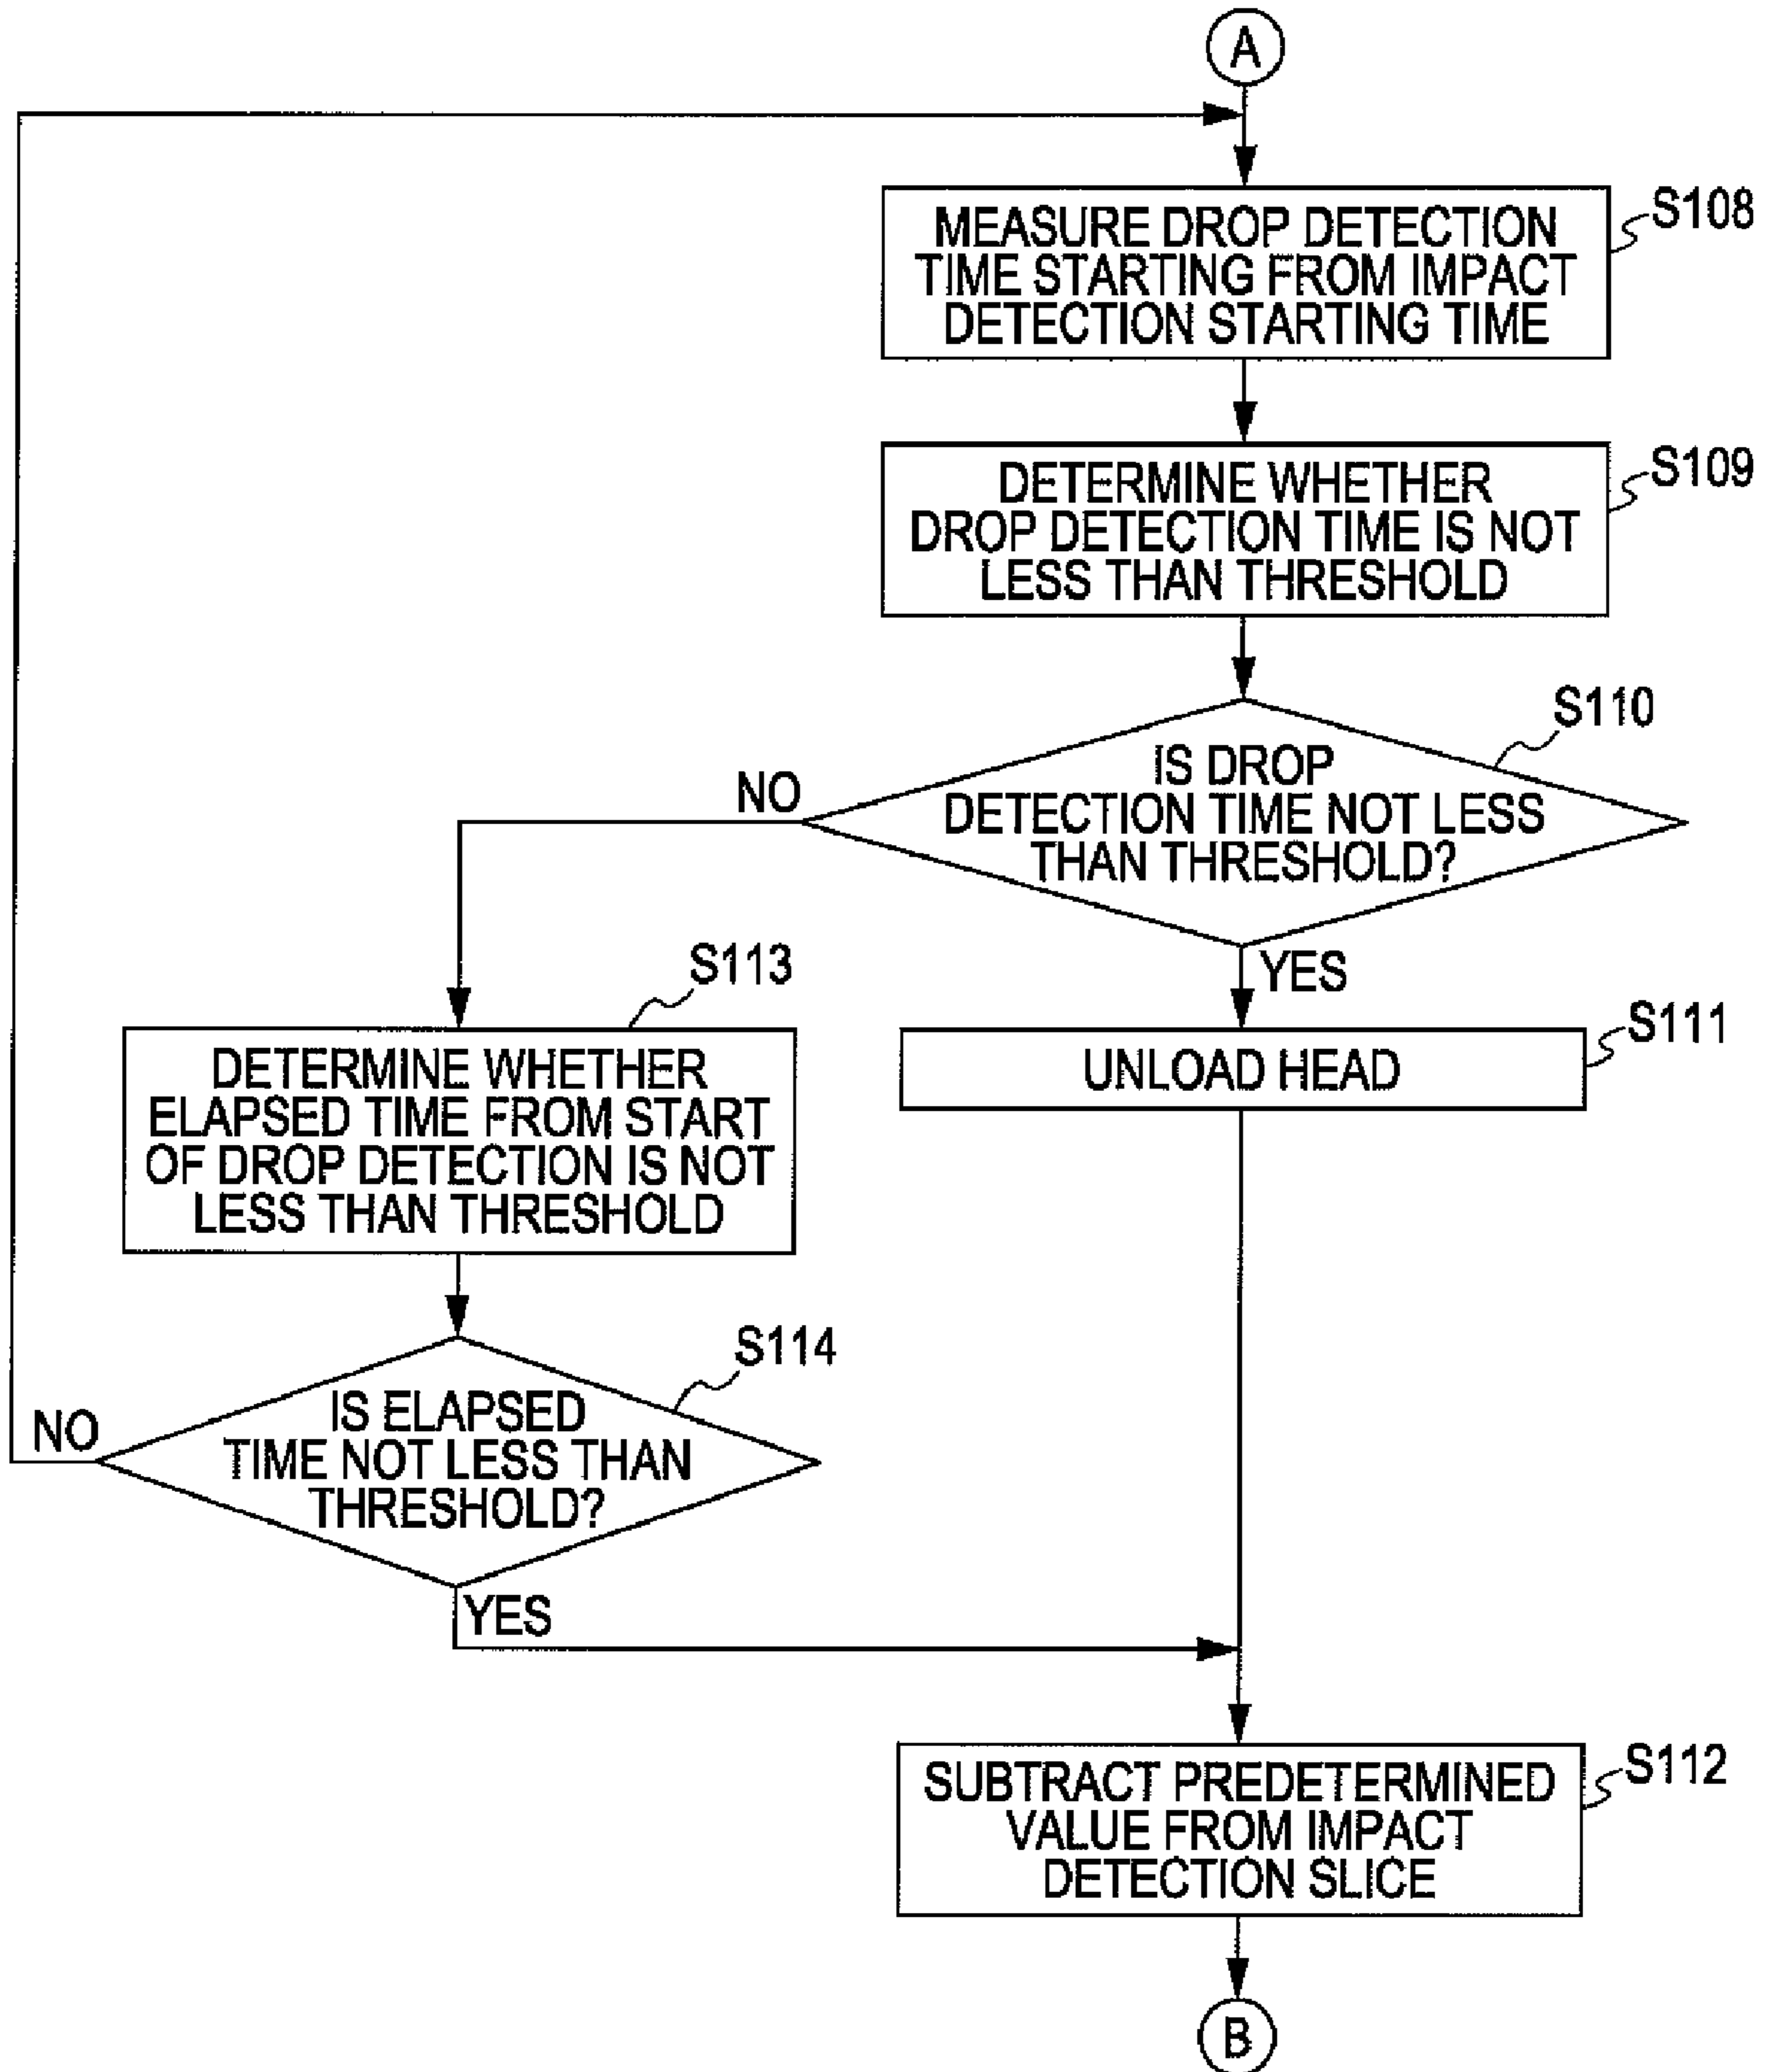 A
MEASURE DROP DETECTION
TIME STARTING FROM IMPACT
DETECTION STARTING TIME
S108
DETERMINE WHETHER
DROP DETECTION TIME IS NOT
LESS THAN THRESHOLD
S109
S110
IS DROP
DETECTION TIME NOT LESS
THAN THRESHOLD?
NO
YES
S113
DETERMINE WHETHER
ELAPSED TIME FROM START
OF DROP DETECTION IS NOT
LESS THAN THRESHOLD
S111
UNLOAD HEAD
S114
IS ELAPSED
TIME NOT LESS THAN
THRESHOLD?
NO
YES
S112
SUBTRACT PREDETERMINED
VALUE FROM IMPACT
DETECTION SLICE
B